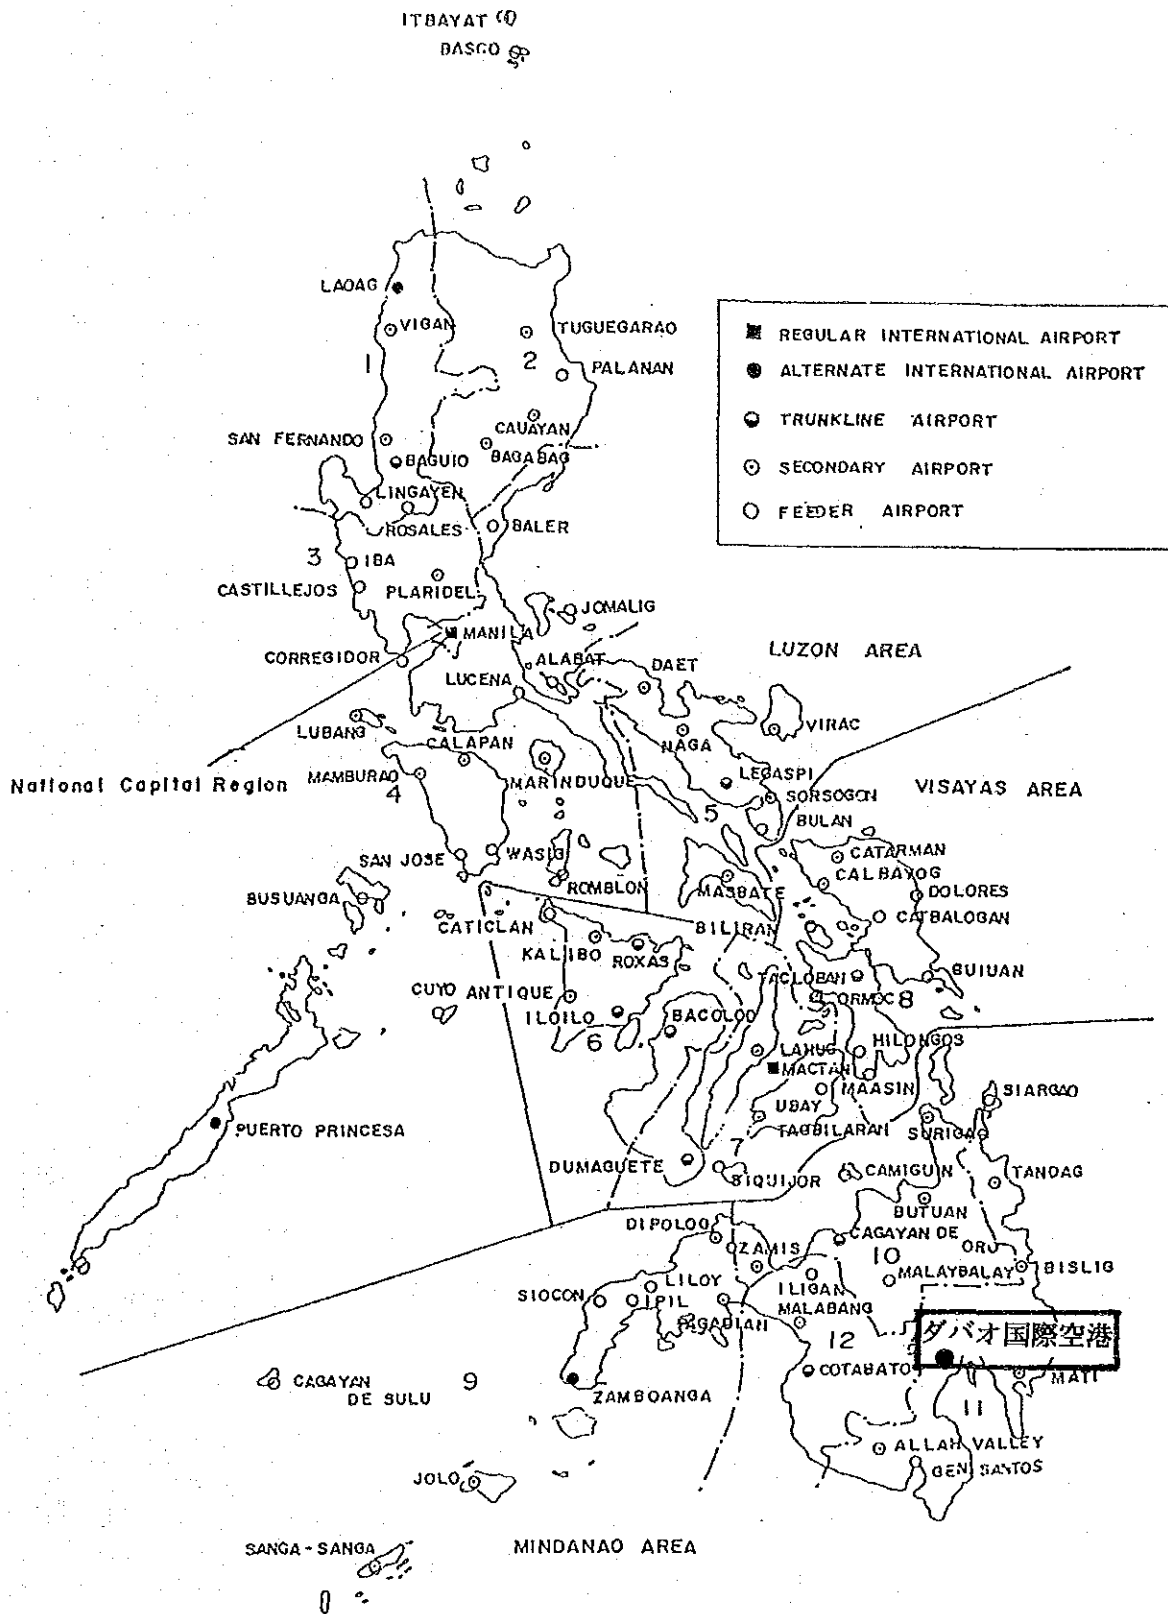 ITBAYAT
BASCO
LAOAG
VIGAN
TUGUEGARAO
1
2
PALANAN
SAN FERNANDO
CAUAYAN
BAGUIO
BAGABAG
LINGAYEN
ROSALES
BALER
3
IBA
CASTILLEJOS
PLARIDEL
JOMALIG
MANILA
CORREGIDOR
ALABAT
DAET
LUZON AREA
LUCENA
LUBANG
VIRAC
CALAPAN
NAGA
National Capital Region
MAMBURAO
4
MARINDUQUE
LEGASPI
SORSOGON
VISAYAS AREA
5
BULAN
SAN JOSE
WASIG
CATARMAN
BUSUANGA
ROMBLON
MASBATE
CALBAYOG
DOLORES
CATICLAN
BILIRAN
CATBALOGAN
KALIBO
ROXAS
TACLOBAN
GUIUAN
CUYO
ANTIQUE
ORMOC
8
ILOILO
BACOLOD
6
LAHUG
HILONGOS
MACTAN
MAASIN
SIARGAO
UBAY
PUERTO PRINCESA
TAGBILARAN
SURIGAO
7
DUMAGUETE
SIQUIJOR
CAMIGUIN
TANDAG
BUTUAN
DIPOLOG
CAGAYAN DE
ORO
OZAMIS
10
BISLIG
LILOY
ILIGAN
MALAYBALAY
SIOCON
IPIL
PAGADIAN
MALABANG
12
ダバオ国際空港
CAGAYAN
DE SULU
9
ZAMBOANGA
COTABATO
MATI
11
ALLAH VALLEY
GEN. SANTOS
JOLO
SANGA-SANGA
MINDANAO AREA
REGULAR INTERNATIONAL AIRPORT
ALTERNATE INTERNATIONAL AIRPORT
TRUNKLINE AIRPORT
SECONDARY AIRPORT
FEEDER AIRPORT